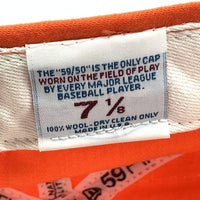 THE "59/50" IS THE ONLY CAP
WORN ON THE FIELD OF PLAY
BY EVERY MAJOR LEAGUE
BASEBALL PLAYER.
7 1/8
100% WOOL-DRY CLEAN ONLY
MADE IN U.S.A.
597